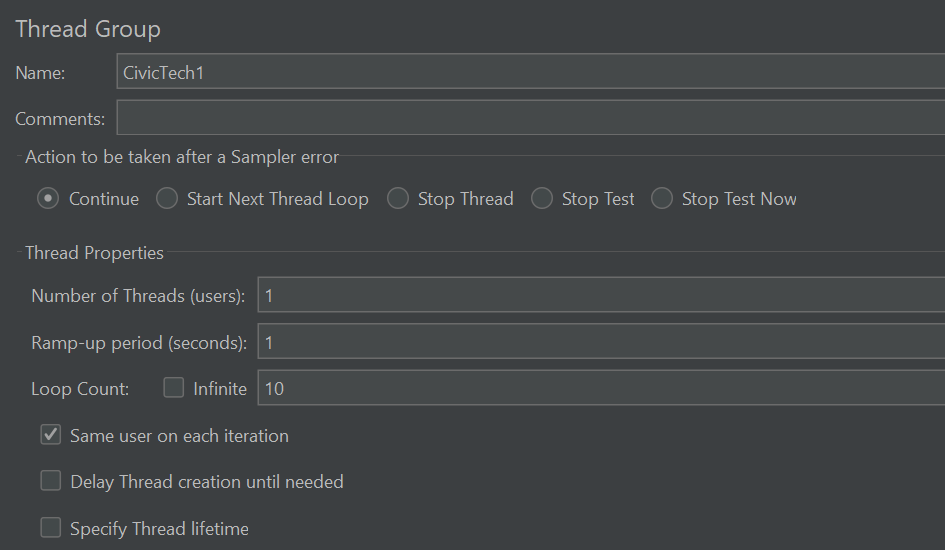 Thread Group
Name: CivicTech1
Comments:
Action to be taken after a Sampler error
Continue Start Next Thread Loop Stop Thread Stop Test Stop Test Now
Thread Properties
Number of Threads (users): 1
Ramp-up period (seconds): 1
Loop Count: Infinite 10
Same user on each iteration
Delay Thread creation until needed
Specify Thread lifetime